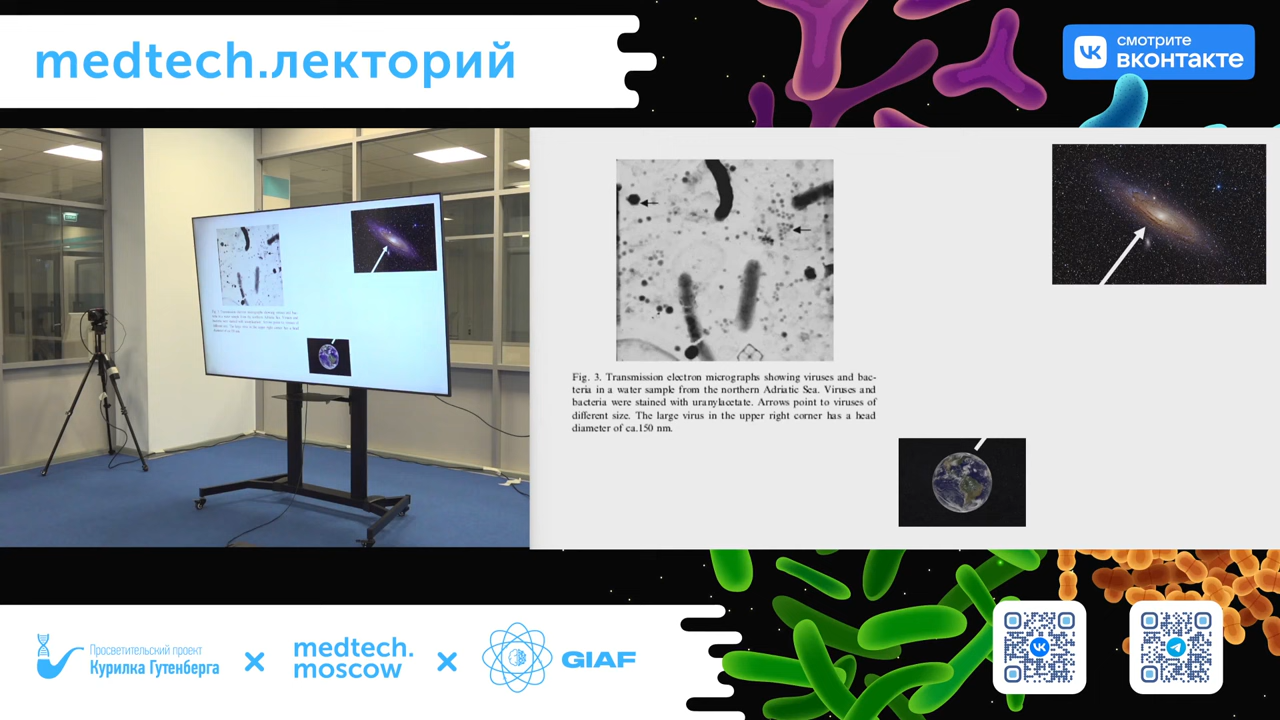 medtech.лекторий
смотрите
вконтакте
Fig. 3. Transmission electron micrographs showing viruses and bac-
teria in a water sample from the northern Adriatic Sea. Viruses and
bacteria were stained with uranylacetate. Arrows point to viruses of
different size. The large virus in the upper right corner has a head
diameter of ca.150 nm.
Просветительский проект
Курилка Гутенберга
medtech.
moscow
GIAF